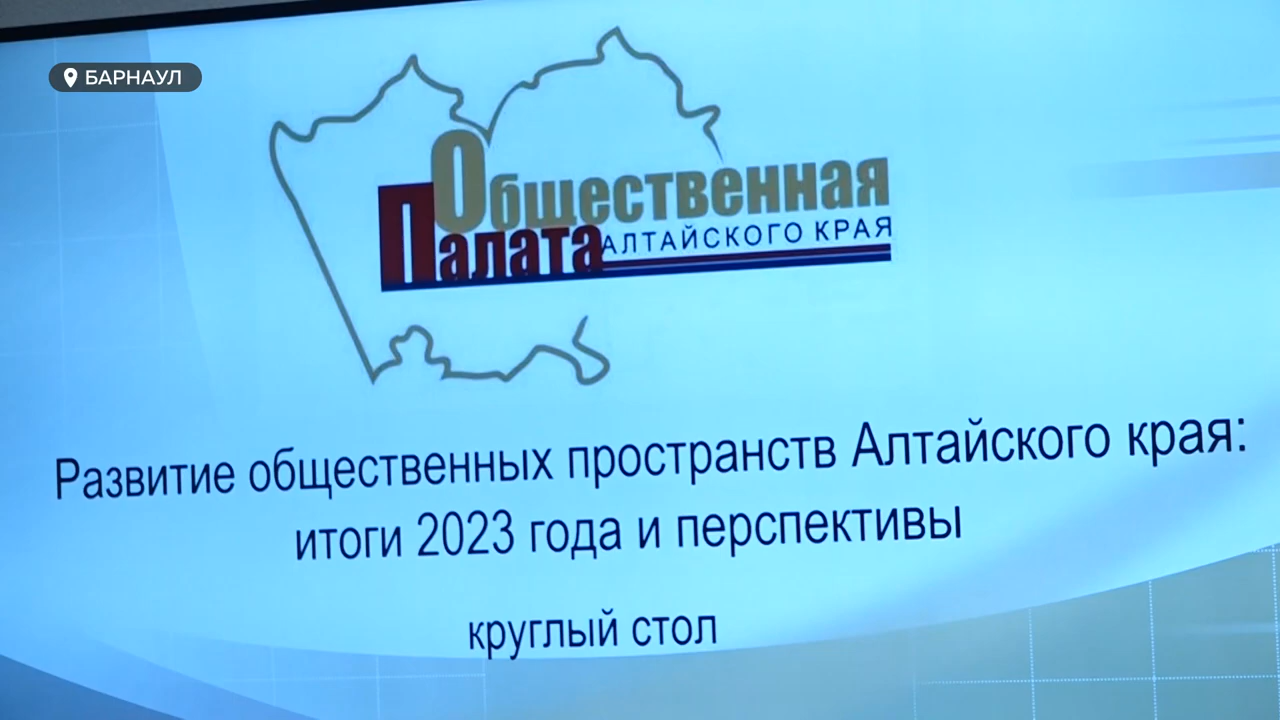 БАРНАУЛ
Общественная
Палата
АЛТАЙСКОГО КРАЯ
Развитие общественных пространств Алтайского края:
итоги 2023 года и перспективы
круглый стол